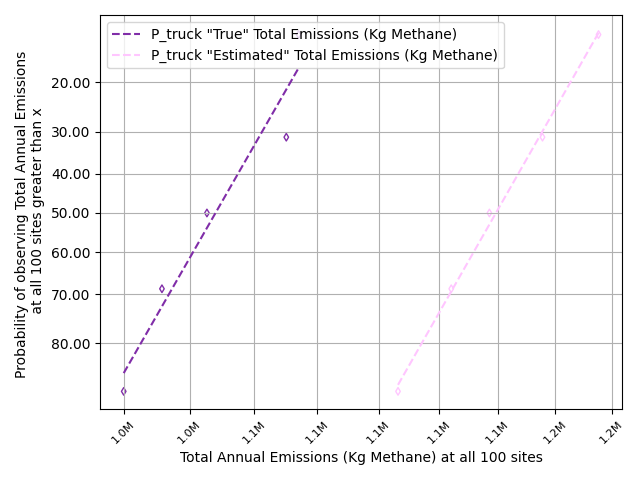 P_truck "True" Total Emissions (Kg Methane)
P_truck "Estimated" Total Emissions (Kg Methane)
Probability of observing Total Annual Emissions
at all 100 sites greater than x
20.00
30.00
40.00
50.00
60.00
70.00
80.00
1.0M 1.0M 1.1M 1.1M 1.1M 1.1M 1.1M 1.2M 1.2M
Total Annual Emissions (Kg Methane) at all 100 sites